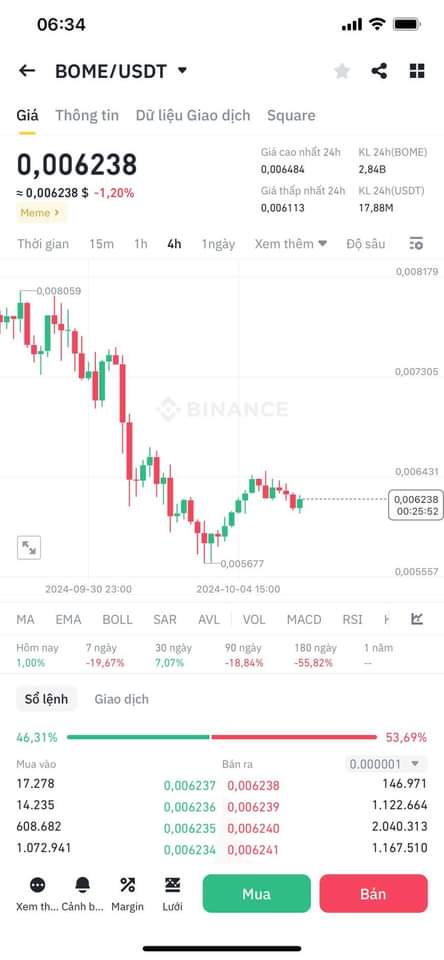 06:34
BOME/USDT
Giá Thông tin Dữ liệu Giao dịch Square
0,006238
≈ 0,006238 $ -1,20%
Meme >
Giá cao nhất 24h KL 24h(BOME)
0,006484 2,84B
Giá thấp nhất 24h KL 24h(USDT)
0,006113 17,88M
Thời gian 15m 1h 4h 1ngày Xem thêm Độ sâu
0,008179
0,008059
0,007305
BINANCE
0,006431
0,006238
00:25:52
0,005677
0,005557
2024-09-30 23:00 2024-10-04 15:00
MA EMA BOLL SAR AVL VOL MACD RSI
Hôm nay 7 ngày 30 ngày 90 ngày 180 ngày 1 năm
1,00% -19,67% 7,07% -18,84% -55,82% --
Sổ lệnh Giao dịch
46,31% 53,69%
Mua vào Bán ra 0.000001
17.278 0,006237 0,006238 146.971
14.235 0,006236 0,006239 1.122.664
608.682 0,006235 0,006240 2.040.313
1.072.941 0,006234 0,006241 1.167.510
Xem th... Cảnh b... Margin Lưới Mua Bán